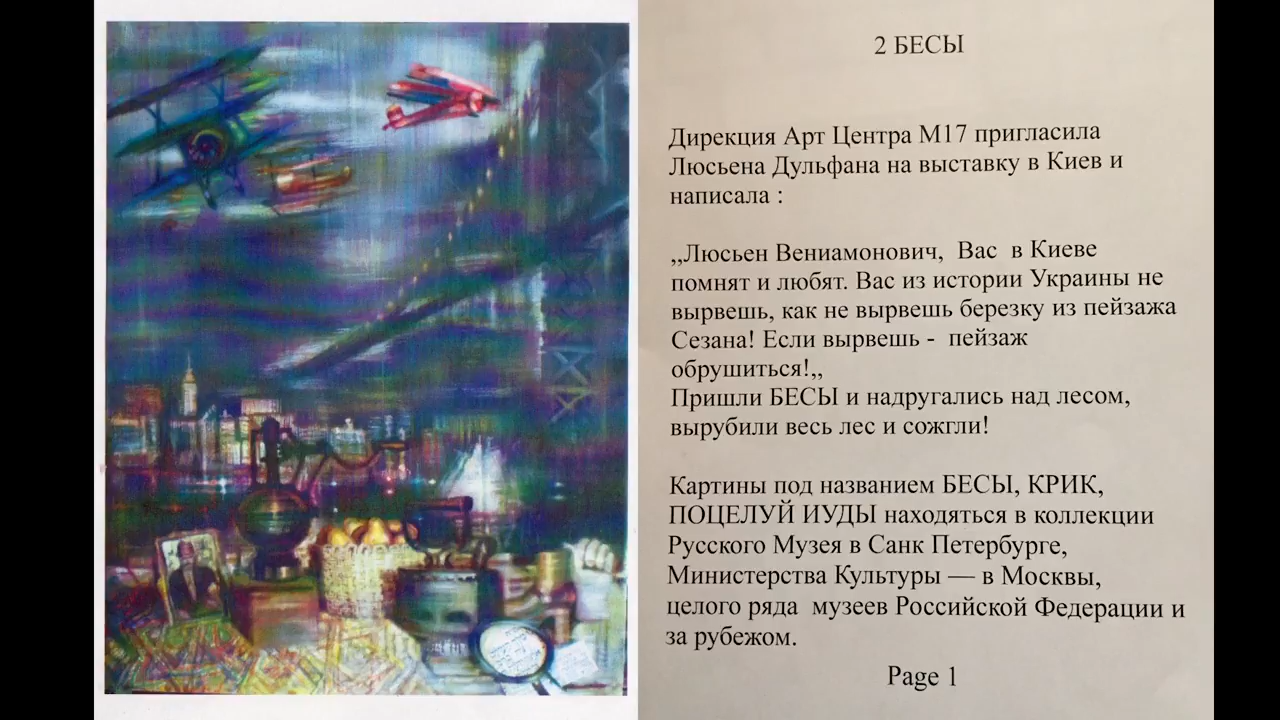 2 БЕСЫ
Дирекция Арт Центра М17 пригласила
Люсьена Дульфана на выставку в Киев и
написала :
,,Люсьен Вениамонович, Вас в Киеве
помнят и любят. Вас из истории Украины не
вырвешь, как не вырвешь березку из пейзажа
Сезана! Если вырвешь - пейзаж
обрушиться!,,
Пришли БЕСЫ и надругались над лесом,
вырубили весь лес и сожгли!
Картины под названием БЕСЫ, КРИК,
ПОЦЕЛУЙ ИУДЫ находяться в коллекции
Русского Музея в Санк Петербурге,
Министерства Культуры — в Москвы,
целого ряда музеев Российской Федерации и
за рубежом.
Page 1